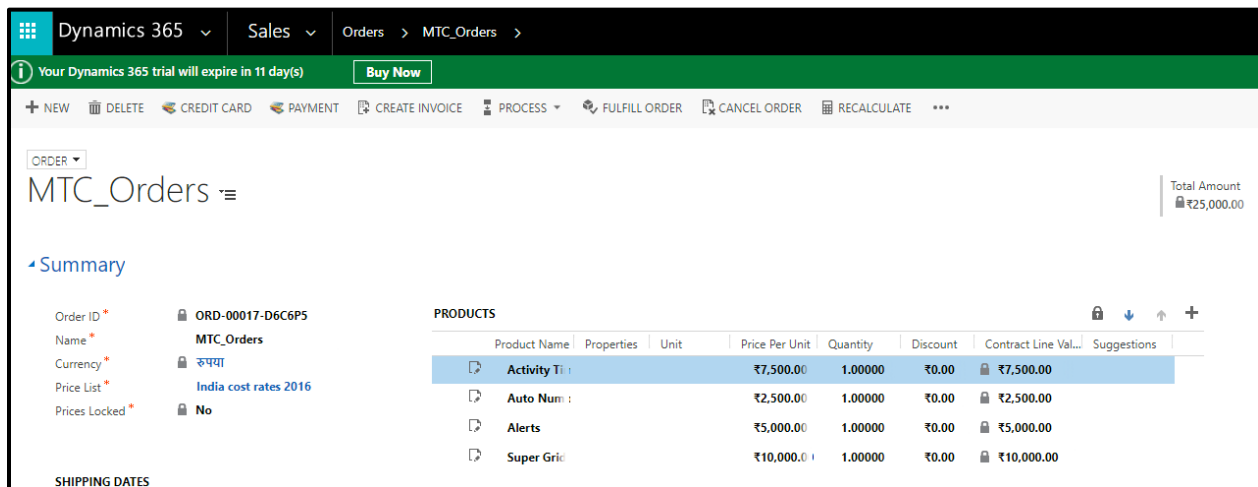 Dynamics 365 Sales Orders > MTC_Orders >
Your Dynamics 365 trial will expire in 11 day(s) Buy Now
NEW DELETE CREDIT CARD PAYMENT CREATE INVOICE PROCESS FULFILL ORDER CANCEL ORDER RECALCULATE •••
ORDER
MTC_Orders
Total Amount
₹25,000.00
Summary
Order ID * ORD-00017-D6C6P5
Name * MTC_Orders
Currency * रुपया
Price List * India cost rates 2016
Prices Locked * No
SHIPPING DATES
PRODUCTS
Product Name Properties Unit Price Per Unit Quantity Discount Contract Line Val... Suggestions
Activity ₹7,500.00 1.00000 ₹0.00 ₹7,500.00
Auto ₹2,500.00 1.00000 ₹0.00 ₹2,500.00
Alerts ₹5,000.00 1.00000 ₹0.00 ₹5,000.00
Super ₹10,000.0 1.00000 ₹0.00 ₹10,000.00